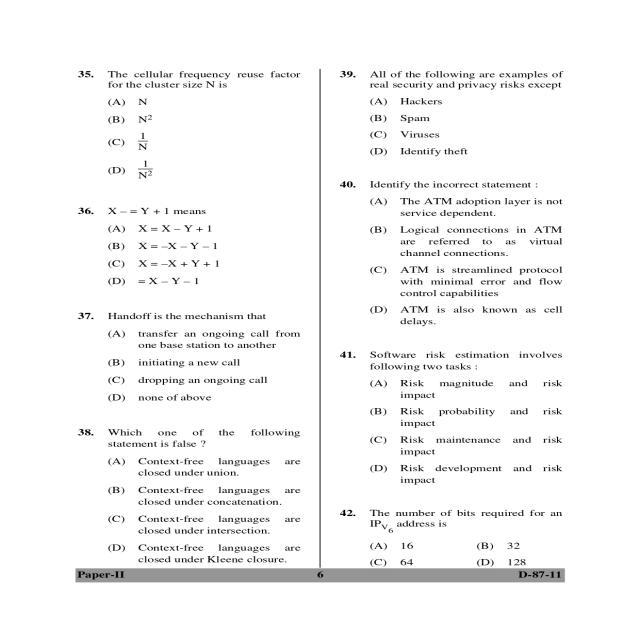 35. The cellular frequency reuse factor
for the cluster size N is
(A) N
(B) N²
(C) 1/N
(D) 1/N²
36. X – = Y + 1 means
(A) X = X – Y + 1
(B) X = –X – Y – 1
(C) X = –X + Y + 1
(D) = X – Y – 1
37. Handoff is the mechanism that
(A) transfer an ongoing call from
one base station to another
(B) initiating a new call
(C) dropping an ongoing call
(D) none of above
38. Which one of the following
statement is false ?
(A) Context-free languages are
closed under union.
(B) Context-free languages are
closed under concatenation.
(C) Context-free languages are
closed under intersection.
(D) Context-free languages are
closed under Kleene closure.
39. All of the following are examples of
real security and privacy risks except
(A) Hackers
(B) Spam
(C) Viruses
(D) Identify theft
40. Identify the incorrect statement :
(A) The ATM adoption layer is not
service dependent.
(B) Logical connections in ATM
are referred to as virtual
channel connections.
(C) ATM is streamlined protocol
with minimal error and flow
control capabilities
(D) ATM is also known as cell
delays.
41. Software risk estimation involves
following two tasks :
(A) Risk magnitude and risk
impact
(B) Risk probability and risk
impact
(C) Risk maintenance and risk
impact
(D) Risk development and risk
impact
42. The number of bits required for an
IPV6 address is
(A) 16 (B) 32
(C) 64 (D) 128
Paper-II 6 D-87-11